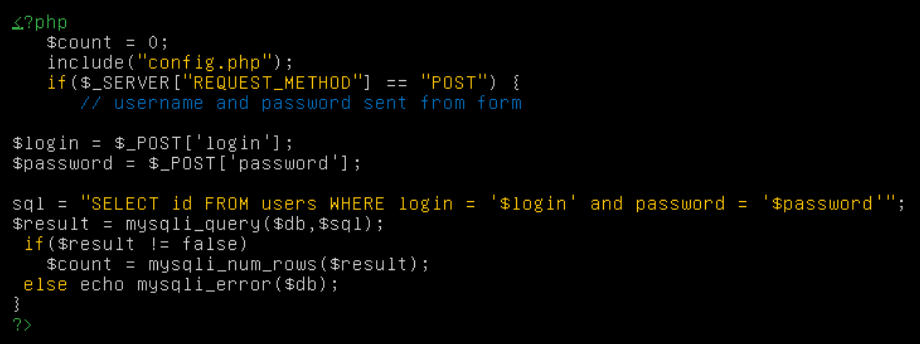 <?php
$count = 0;
include("config.php");
if($_SERVER["REQUEST_METHOD"] == "POST") {
// username and password sent from form
$login = $_POST['login'];
$password = $_POST['password'];
sql = "SELECT id FROM users WHERE login = '$login' and password = '$password'";
$result = mysqli_query($db,$sql);
if($result != false)
$count = mysqli_num_rows($result);
else echo mysqli_error($db);
}
?>